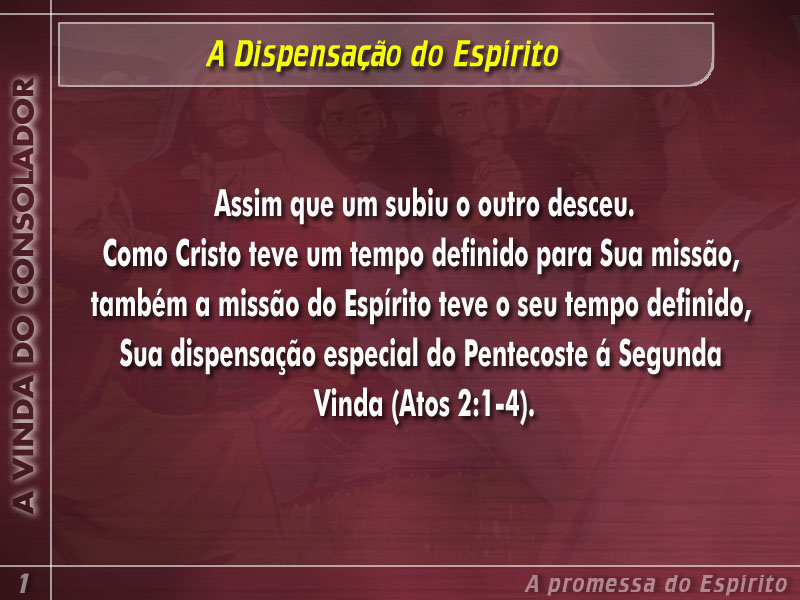 A Dispensação do Espírito
A VINDA DO CONSOLADOR
Assim que um subiu o outro desceu.
Como Cristo teve um tempo definido para Sua missão,
também a missão do Espírito teve o seu tempo definido,
Sua dispensação especial do Pentecoste á Segunda
Vinda (Atos 2:1-4).
1
A promessa do Espírito